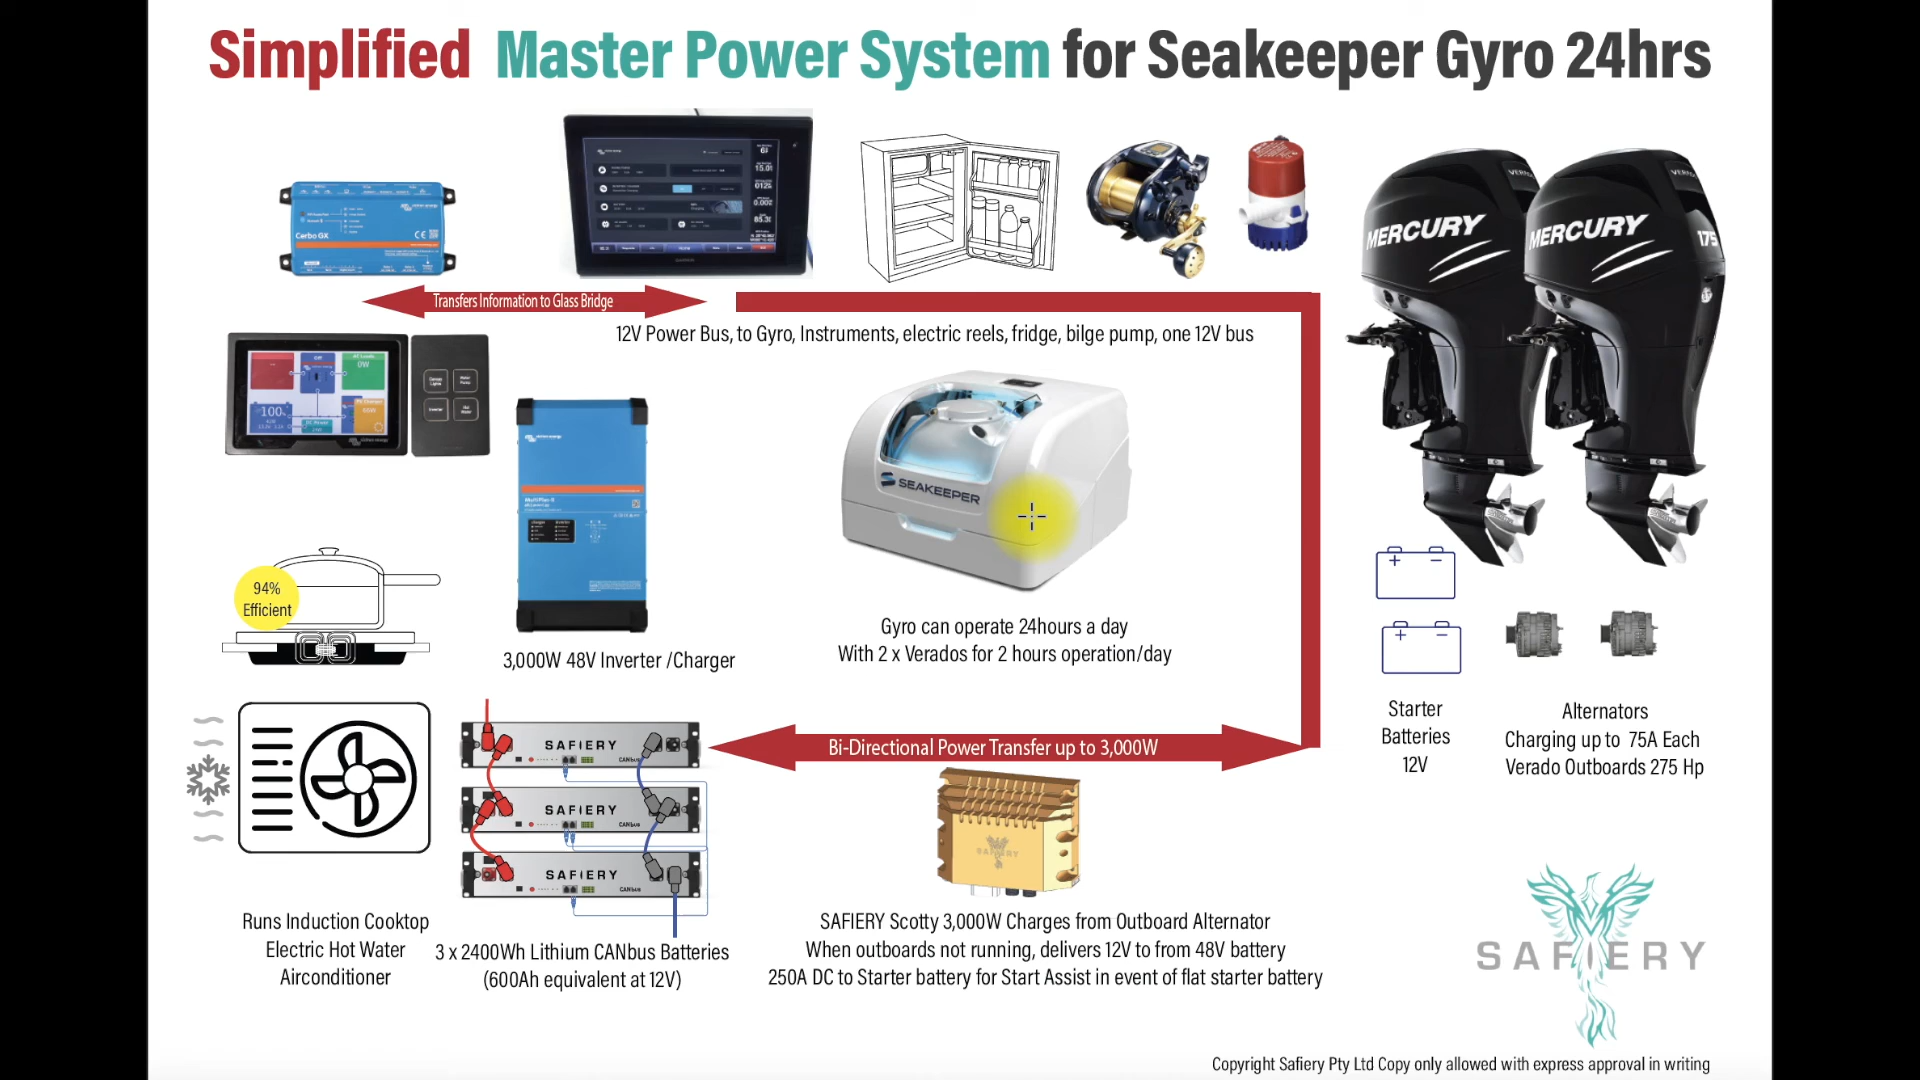 Simplified Master Power System for Seakeeper Gyro 24hrs
Cerbo GX
MERCURY
MERCURY
175
Transfers Information to Glass Bridge
12V Power Bus, to Gyro, Instruments, electric reels, fridge, bilge pump, one 12V bus
SEAKEEPER
94%
Efficient
Gyro can operate 24hours a day
With 2 x Verados for 2 hours operation/day
3,000W 48V Inverter /Charger
Starter
Batteries
12V
Alternators
Charging up to 75A Each
Verado Outboards 275 Hp
SAFIERY
CANbus
SAFIERY
CANbus
SAFIERY
CANbus
Bi-Directional Power Transfer up to 3,000W
SAFIERY
Runs Induction Cooktop
Electric Hot Water
Airconditioner
3 x 2400Wh Lithium CANbus Batteries
(600Ah equivalent at 12V)
SAFIERY Scotty 3,000W Charges from Outboard Alternator
When outboards not running, delivers 12V to from 48V battery
250A DC to Starter battery for Start Assist in event of flat starter battery
SAFIERY
Copyright Safiery Pty Ltd Copy only allowed with express approval in writing